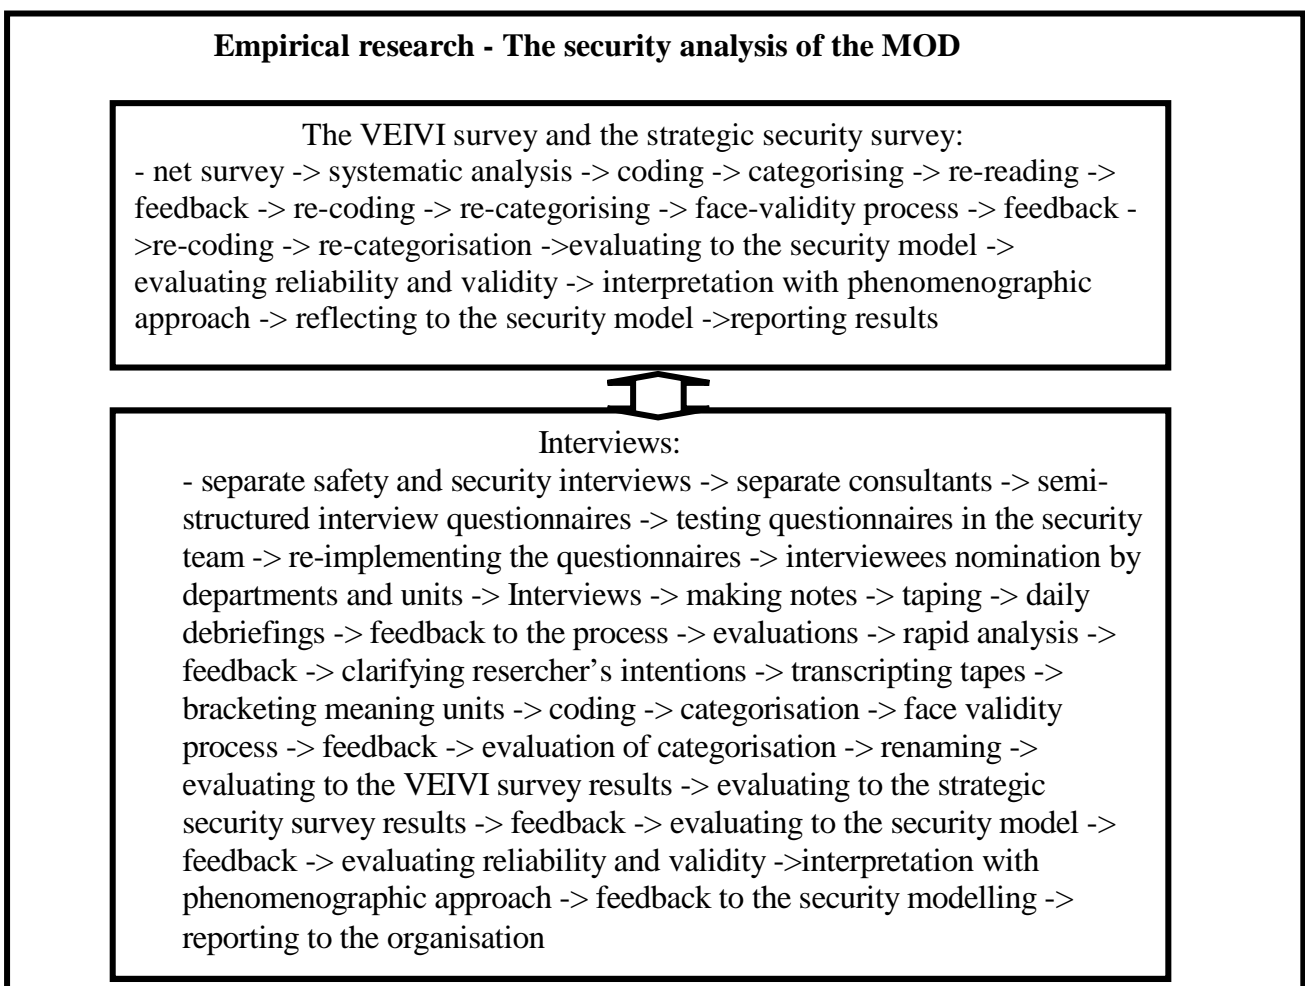 Empirical research - The security analysis of the MOD
The VEIVI survey and the strategic security survey:
- net survey -> systematic analysis -> coding -> categorising -> re-reading ->
feedback -> re-coding -> re-categorising -> face-validity process -> feedback -
>re-coding -> re-categorisation ->evaluating to the security model ->
evaluating reliability and validity -> interpretation with phenomenographic
approach -> reflecting to the security model ->reporting results
Interviews:
- separate safety and security interviews -> separate consultants -> semi-
structured interview questionnaires -> testing questionnaires in the security
team -> re-implementing the questionnaires -> interviewees nomination by
departments and units -> Interviews -> making notes -> taping -> daily
debriefings -> feedback to the process -> evaluations -> rapid analysis ->
feedback -> clarifying resercher’s intentions -> transcripting tapes ->
bracketing meaning units -> coding -> categorisation -> face validity
process -> feedback -> evaluation of categorisation -> renaming ->
evaluating to the VEIVI survey results -> evaluating to the strategic
security survey results -> feedback -> evaluating to the security model ->
feedback -> evaluating reliability and validity ->interpretation with
phenomenographic approach -> feedback to the security modelling ->
reporting to the organisation